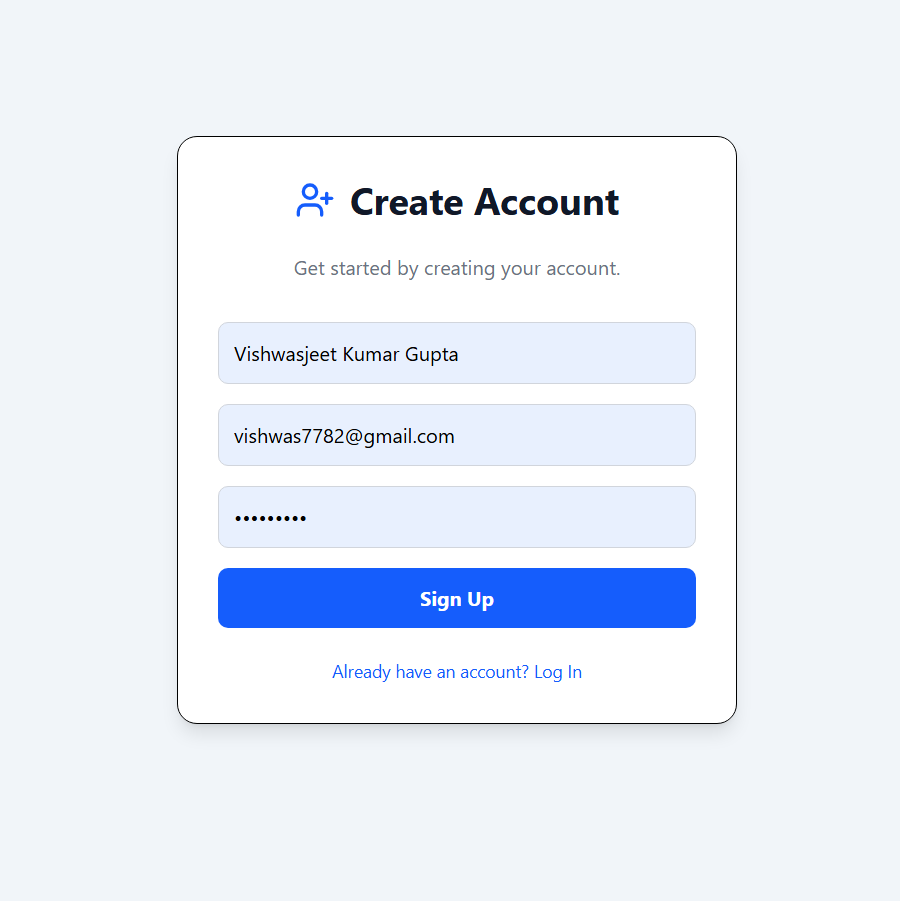 Create Account
Get started by creating your account.
Vishwasjeet Kumar Gupta
vishwas7782@gmail.com
•••••••••
Sign Up
Already have an account? Log In